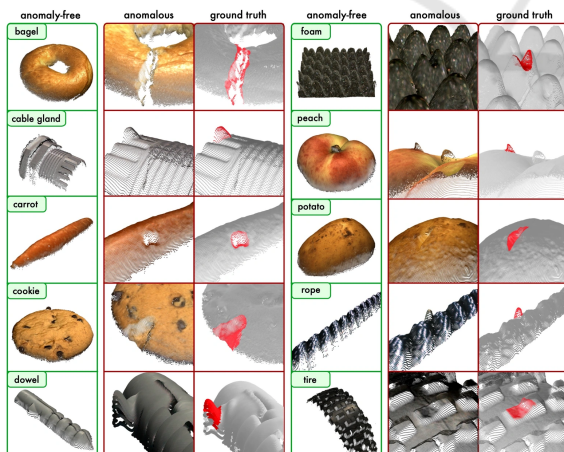 anomaly-free anomalous ground truth anomaly-free anomalous ground truth
bagel foam
cable gland peach
carrot potato
cookie rope
dowel tire